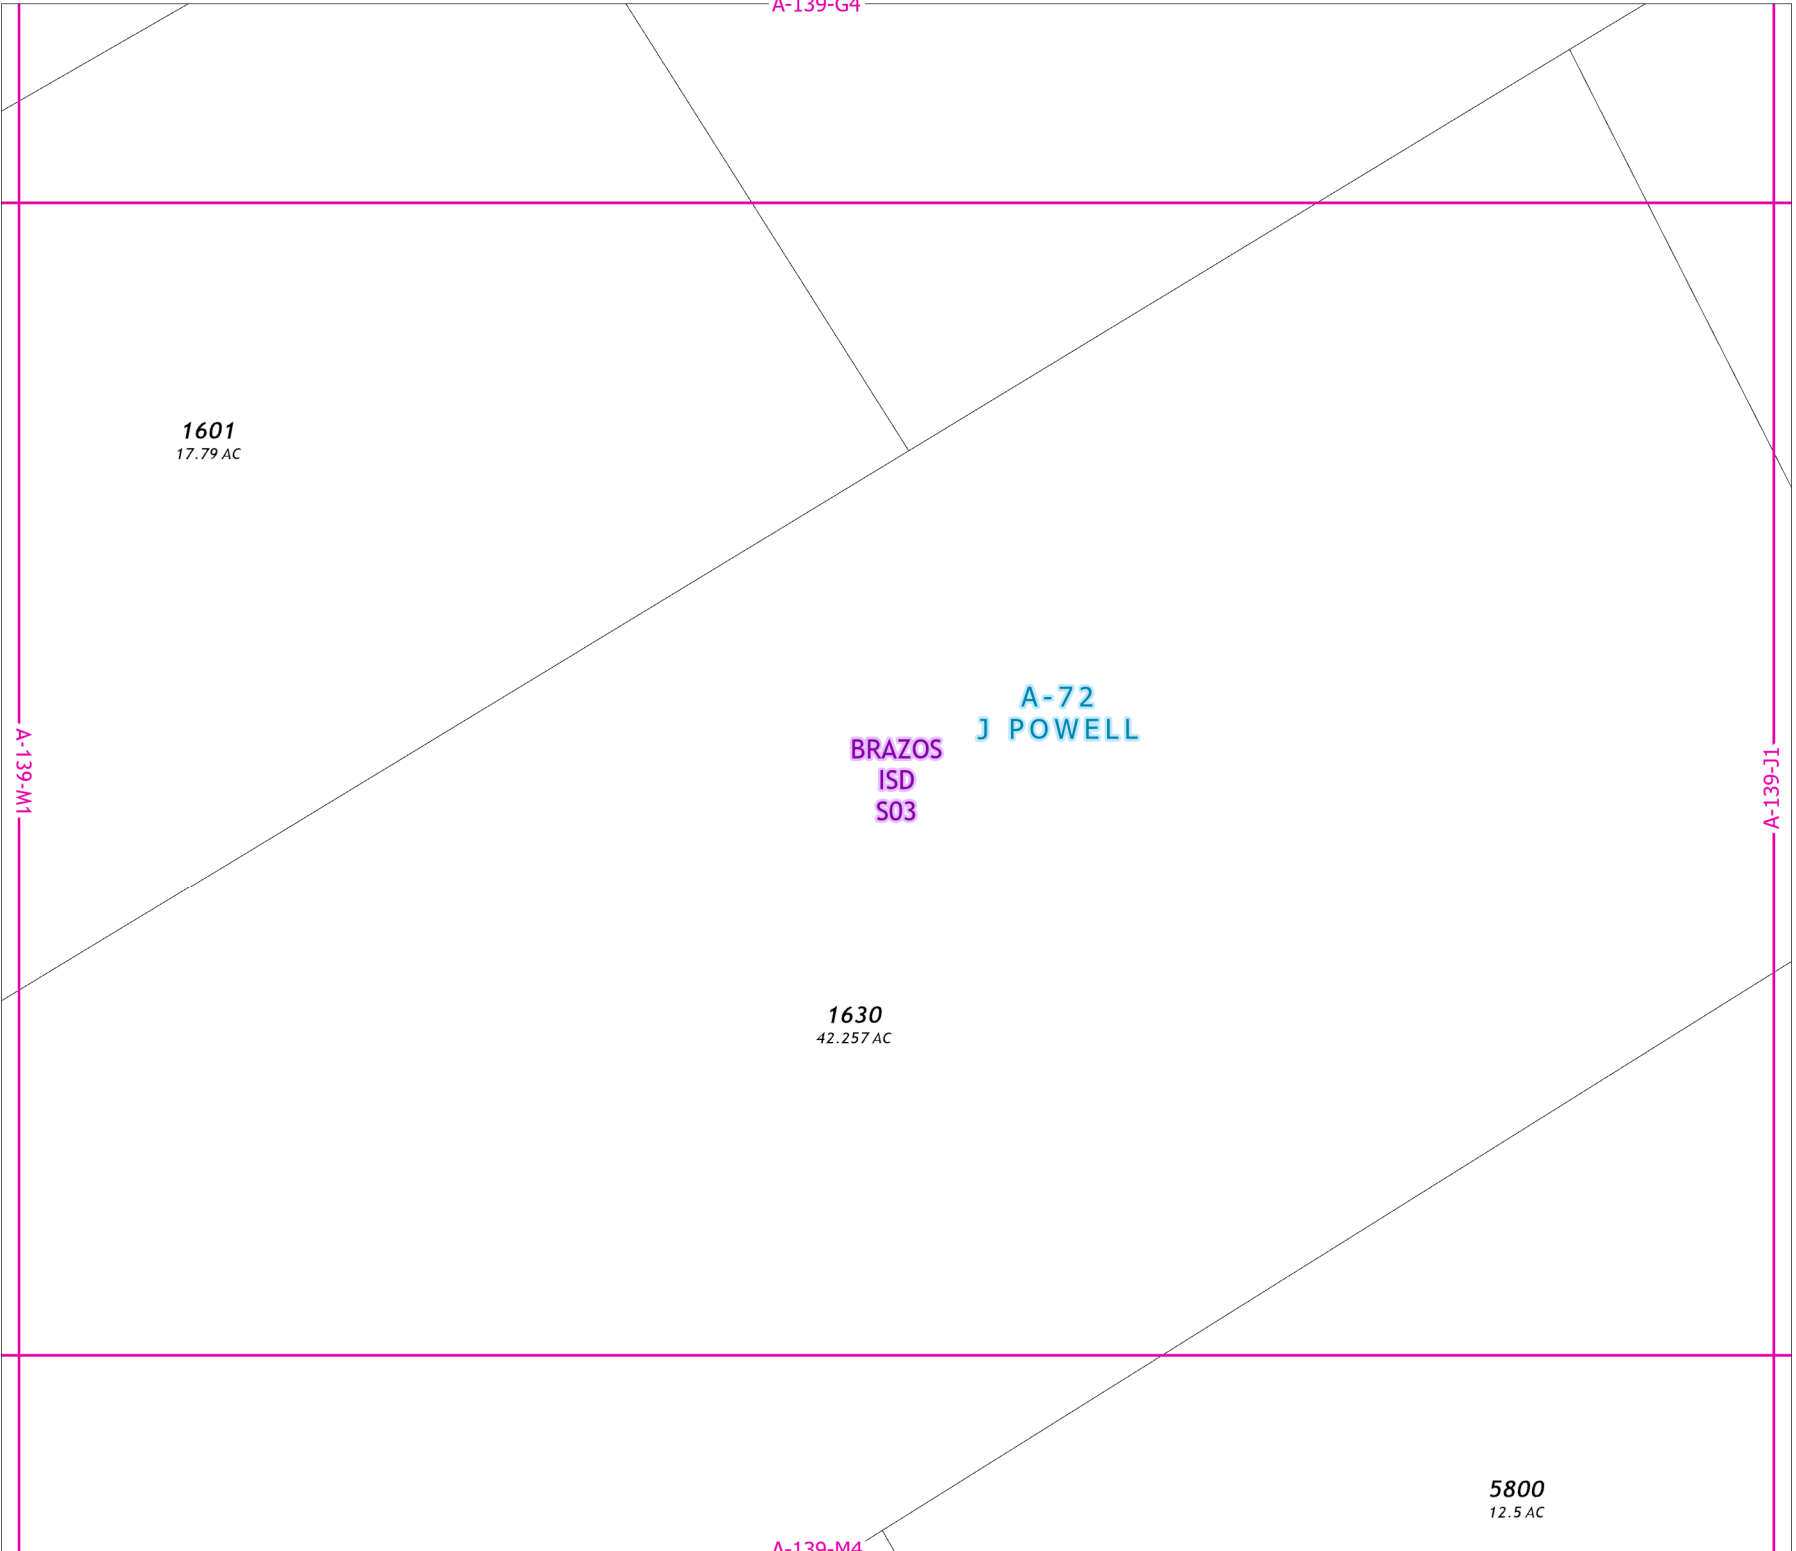 A-139-G4
1601
17.79 AC
A-72
J POWELL
BRAZOS
ISD
S03
A-139-M1
A-139-J1
1630
42.257 AC
5800
12.5 AC
A-139-M4